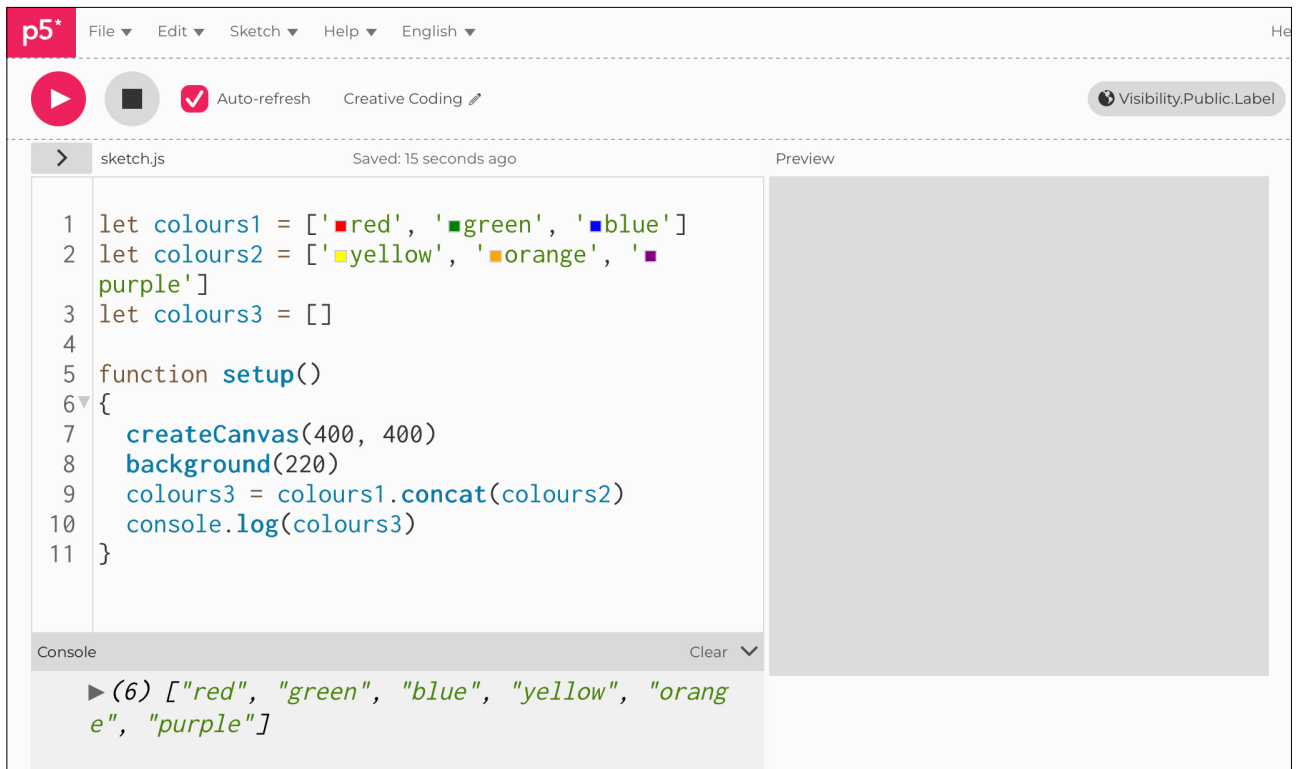 p5* File Edit Sketch Help English He
Auto-refresh Creative Coding Visibility.Public.Label
sketch.js Saved: 15 seconds ago Preview
1 let colours1 = ['red', 'green', 'blue']
2 let colours2 = ['yellow', 'orange', '
purple']
3 let colours3 = []
4
5 function setup()
6 {
7 createCanvas(400, 400)
8 background(220)
9 colours3 = colours1.concat(colours2)
10 console.log(colours3)
11 }
Console Clear
(6) ["red", "green", "blue", "yellow", "orang
e", "purple"]